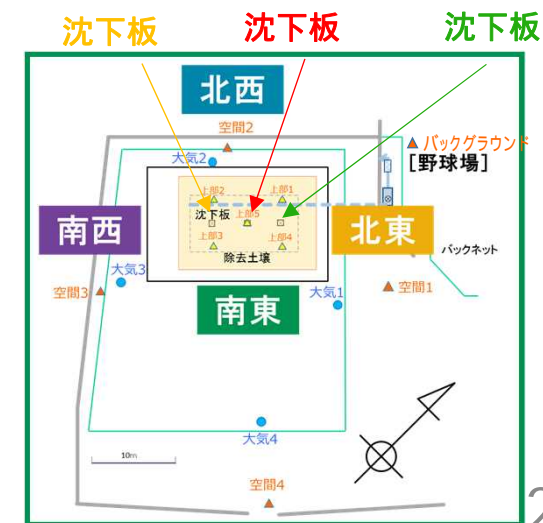 沈下板 沈下板 沈下板
北西
空間2
バックグラウンド
[野球場]
大気2
上部2 上部1
沈下板 上部5
南西
北東
上部3 上部4
バックネット
除去土壌
大気3
空間3
南東
大気1
空間1
大気4
10m
空間4
2